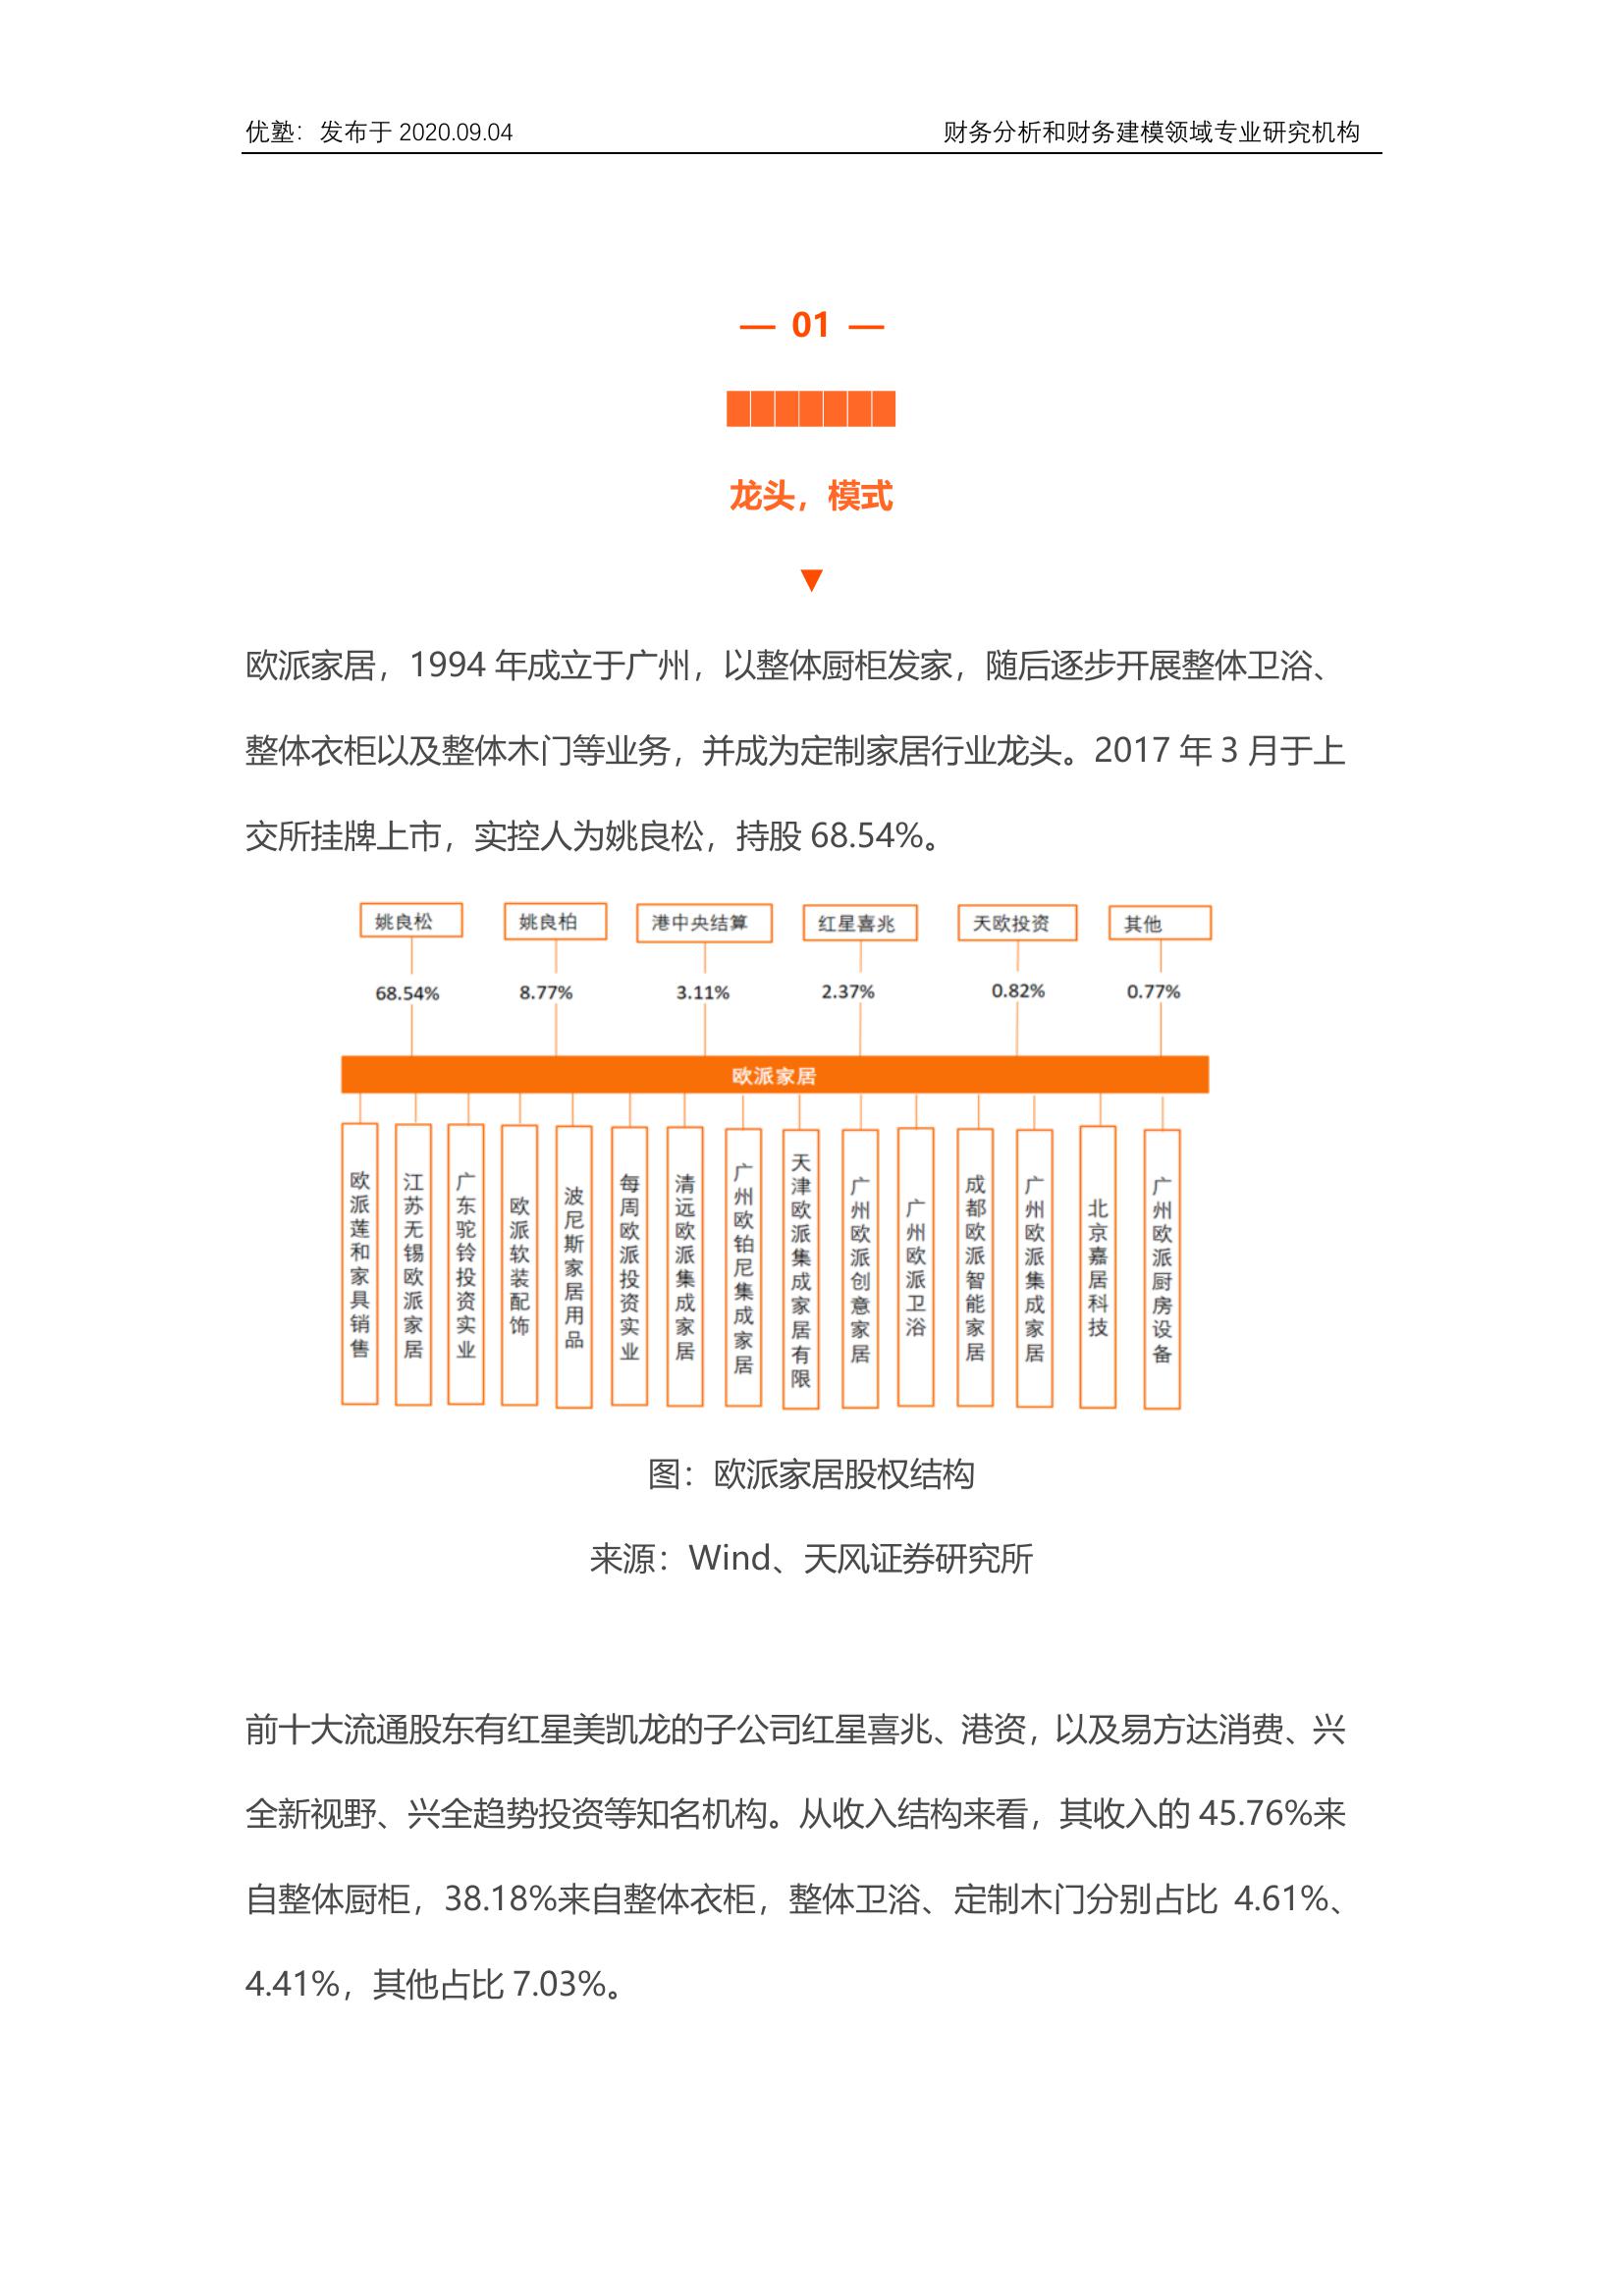 优塾：发布于 2020.09.04 财务分析和财务建模领域专业研究机构
— 01 —
龙头，模式
▼
欧派家居，1994 年成立于广州，以整体厨柜发家，随后逐步开展整体卫浴、
整体衣柜以及整体木门等业务，并成为定制家居行业龙头。2017 年 3 月于上
交所挂牌上市，实控人为姚良松，持股 68.54%。
姚良松 姚良柏 港中央结算 红星喜兆 天欧投资 其他
68.54% 8.77% 3.11% 2.37% 0.82% 0.77%
欧派家居
欧派莲和家具销售
江苏无锡欧派家居
广东驼铃投资实业
欧派软装配饰
波尼斯家居用品
每周欧派投资实业
清远欧派集成家居
广州欧铂尼集成家居
天津欧派集成家居有限
广州欧派创意家居
广州欧派卫浴
成都欧派智能家居
广州欧派集成家居
北京嘉居科技
广州欧派厨房设备
图：欧派家居股权结构
来源：Wind、天风证券研究所
前十大流通股东有红星美凯龙的子公司红星喜兆、港资，以及易方达消费、兴
全新视野、兴全趋势投资等知名机构。从收入结构来看，其收入的 45.76%来
自整体厨柜，38.18%来自整体衣柜，整体卫浴、定制木门分别占比 4.61%、
4.41%，其他占比 7.03%。